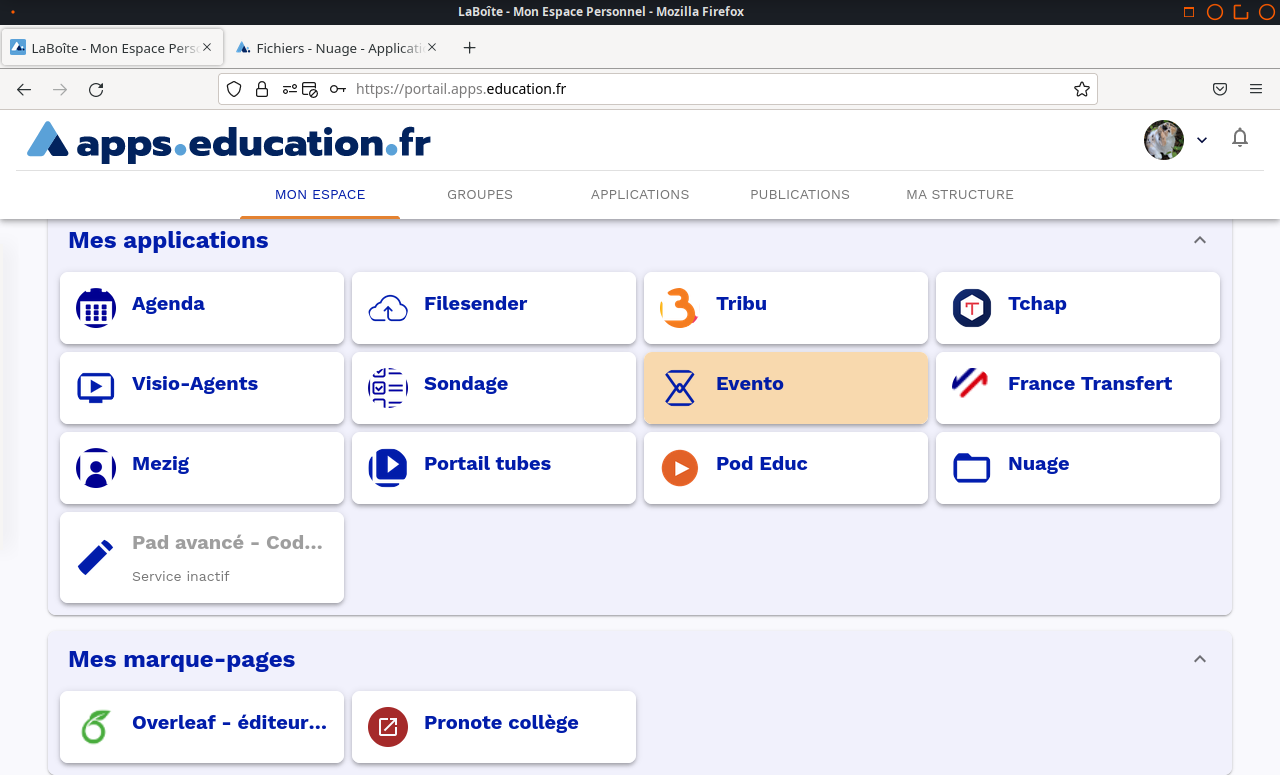 LaBoîte - Mon Espace Personnel - Mozilla Firefox
LaBoîte - Mon Espace Pers
Fichiers - Nuage - Applicati
https://portail.apps.education.fr
apps.education.fr
MON ESPACE
GROUPES
APPLICATIONS
PUBLICATIONS
MA STRUCTURE
Mes applications
Agenda
Filesender
Tribu
Tchap
Visio-Agents
Sondage
Evento
France Transfert
Mezig
Portail tubes
Pod Educ
Nuage
Pad avancé - Cod...
Service inactif
Mes marque-pages
Overleaf - éditeur...
Pronote collège